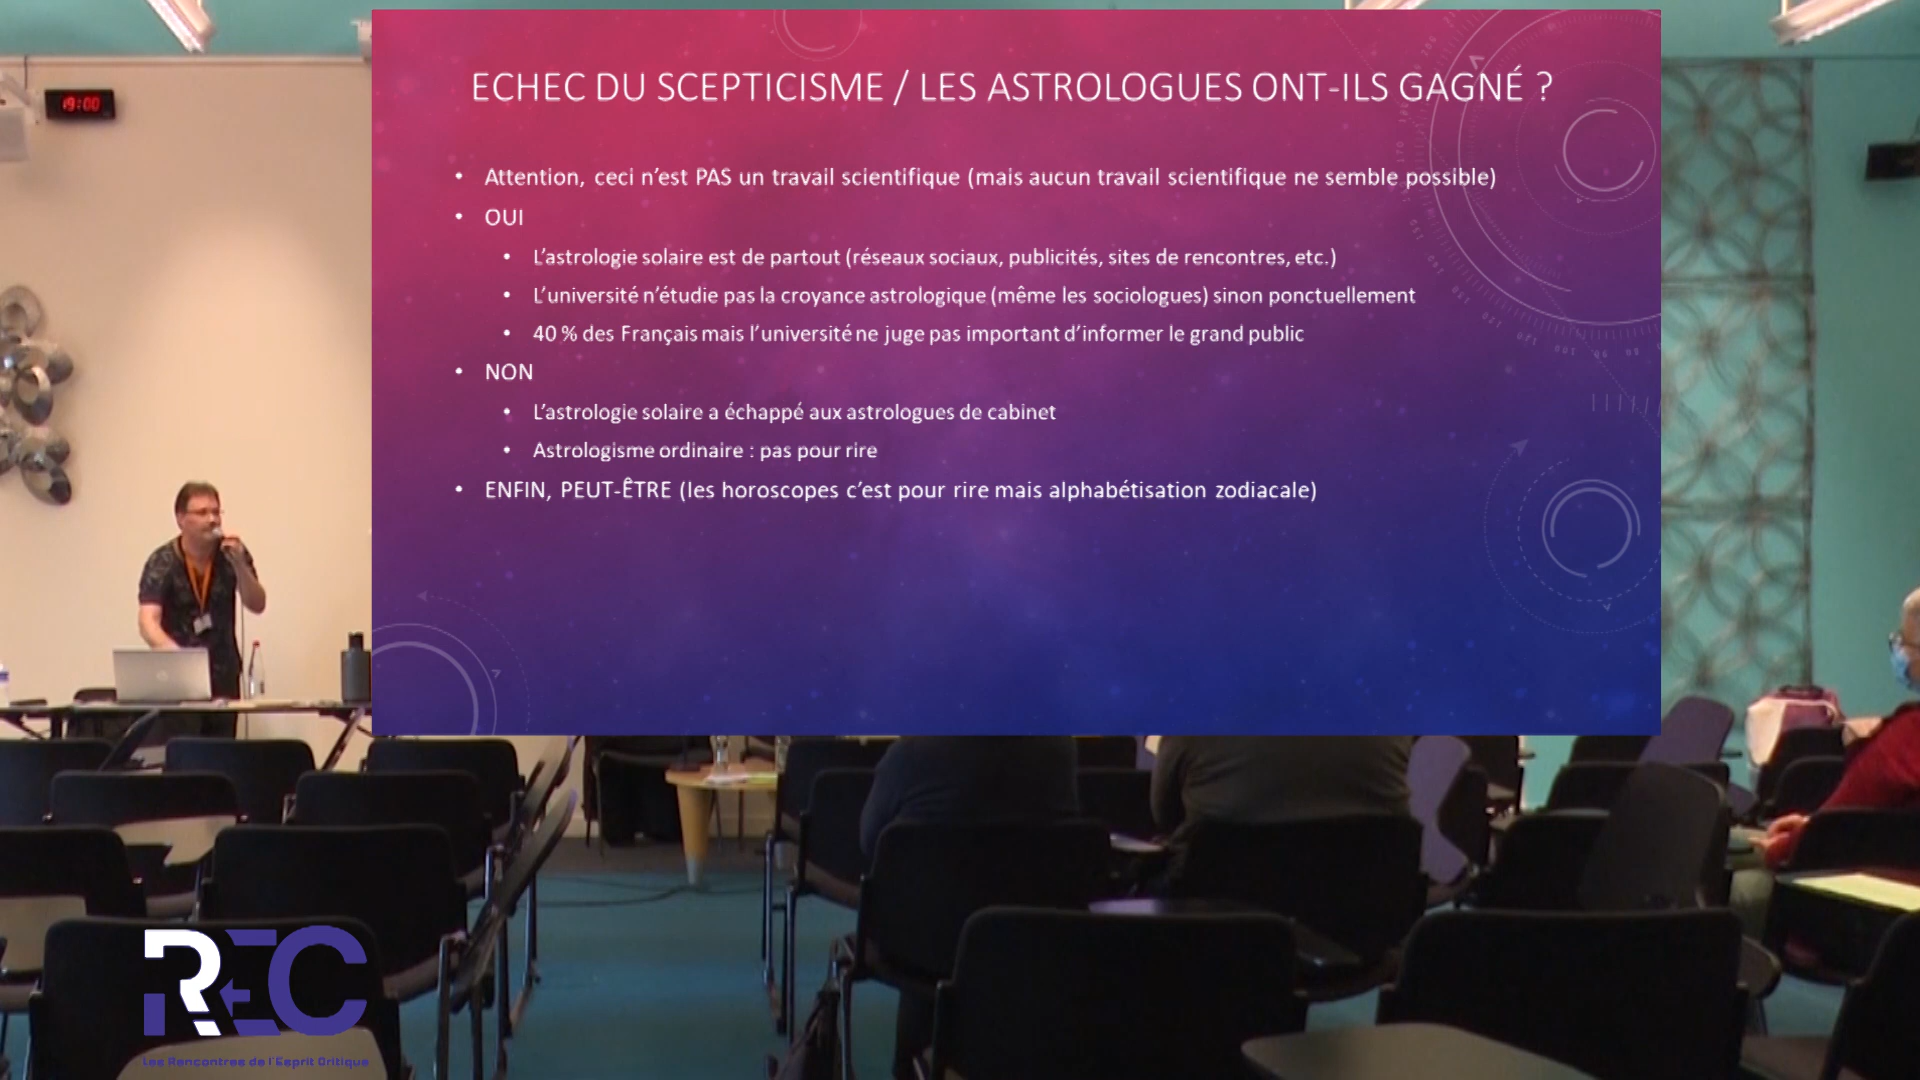 19:00
ECHEC DU SCEPTICISME / LES ASTROLOGUES ONT-ILS GAGNÉ ?
• Attention, ceci n'est PAS un travail scientifique (mais aucun travail scientifique ne semble possible)
• OUI
• L'astrologie solaire est de partout (réseaux sociaux, publicités, sites de rencontres, etc.)
• L'université n'étudie pas la croyance astrologique (même les sociologues) sinon ponctuellement
• 40 % des Français mais l'université ne juge pas important d'informer le grand public
• NON
• L'astrologie solaire a échappé aux astrologues de cabinet
• Astrologisme ordinaire : pas pour rire
• ENFIN, PEUT-ÊTRE (les horoscopes c'est pour rire mais alphabétisation zodiacale)
REC
Les Rencontres de l'Esprit Critique